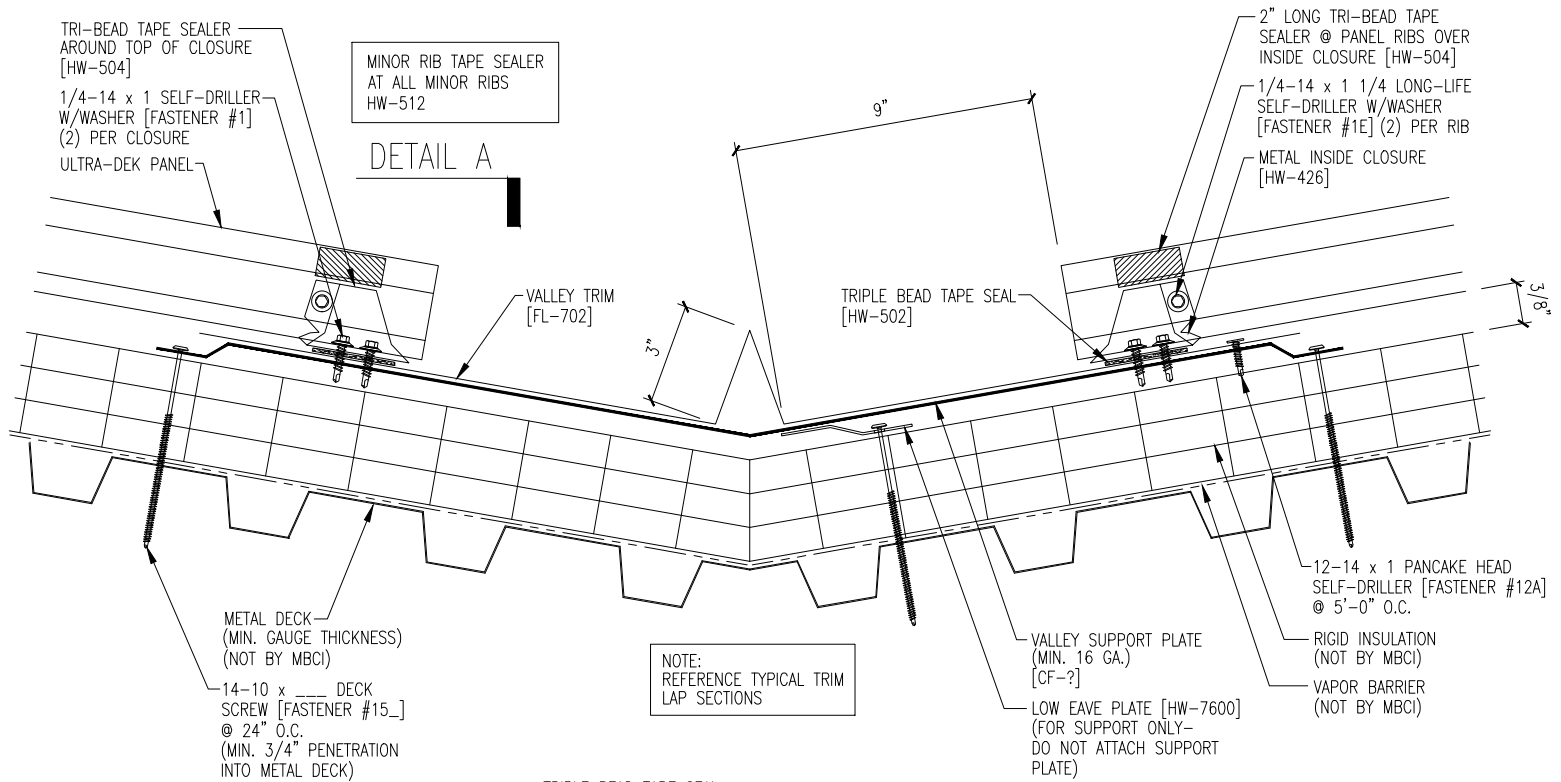 TRI-BEAD TAPE SEALER
AROUND TOP OF CLOSURE
[HW-504]
1/4-14 x 1 SELF-DRILLER
W/WASHER [FASTENER #1]
(2) PER CLOSURE
ULTRA-DEK PANEL
MINOR RIB TAPE SEALER
AT ALL MINOR RIBS
HW-512
DETAIL A
9"
2" LONG TRI-BEAD TAPE
SEALER @ PANEL RIBS OVER
INSIDE CLOSURE [HW-504]
1/4-14 x 1 1/4 LONG-LIFE
SELF-DRILLER W/WASHER
[FASTENER #1E] (2) PER RIB
METAL INSIDE CLOSURE
[HW-426]
VALLEY TRIM
[FL-702]
3"
TRIPLE BEAD TAPE SEAL
[HW-502]
3/8"
METAL DECK
(MIN. GAUGE THICKNESS)
(NOT BY MBCI)
14-10 x ___ DECK
SCREW [FASTENER #15_]
@ 24" O.C.
(MIN. 3/4" PENETRATION
INTO METAL DECK)
NOTE:
REFERENCE TYPICAL TRIM
LAP SECTIONS
VALLEY SUPPORT PLATE
(MIN. 16 GA.)
[CF-?]
LOW EAVE PLATE [HW-7600]
(FOR SUPPORT ONLY-
DO NOT ATTACH SUPPORT
PLATE)
12-14 x 1 PANCAKE HEAD
SELF-DRILLER [FASTENER #12A]
@ 5'-0" O.C.
RIGID INSULATION
(NOT BY MBCI)
VAPOR BARRIER
(NOT BY MBCI)